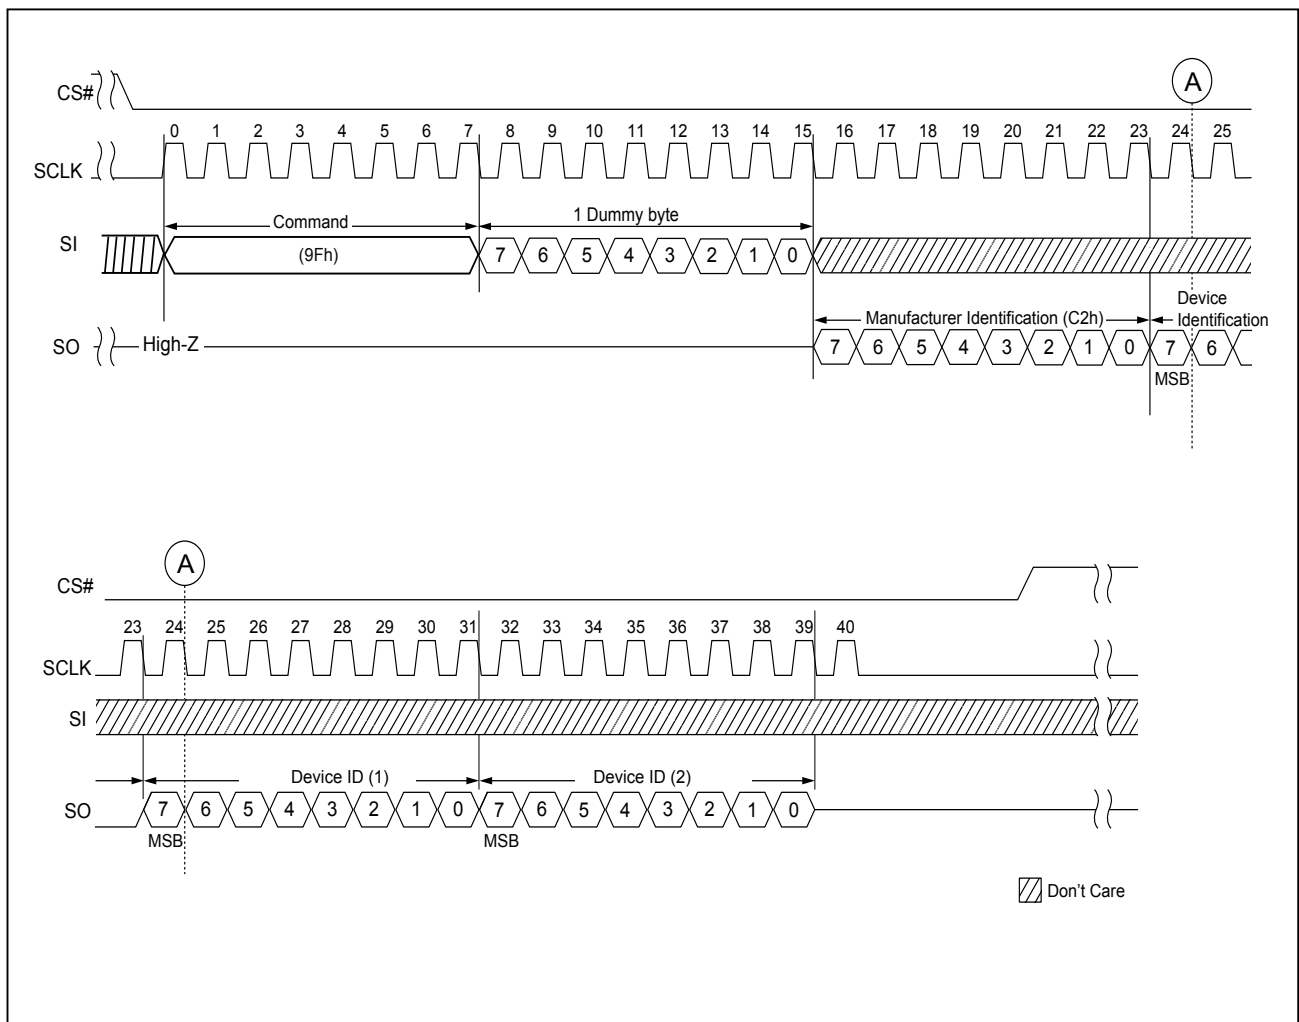 A
CS#
0 1 2 3 4 5 6 7 8 9 10 11 12 13 14 15 16 17 18 19 20 21 22 23 24 25
SCLK
Command
1 Dummy byte
SI
(9Fh)
7 6 5 4 3 2 1 0
Device
Manufacturer Identification (C2h)
Identification
SO
High-Z
7 6 5 4 3 2 1 0 7 6
MSB
A
CS#
23 24 25 26 27 28 29 30 31 32 33 34 35 36 37 38 39 40
SCLK
SI
Device ID (1)
Device ID (2)
SO
7 6 5 4 3 2 1 0 7 6 5 4 3 2 1 0
MSB
MSB
Don't Care